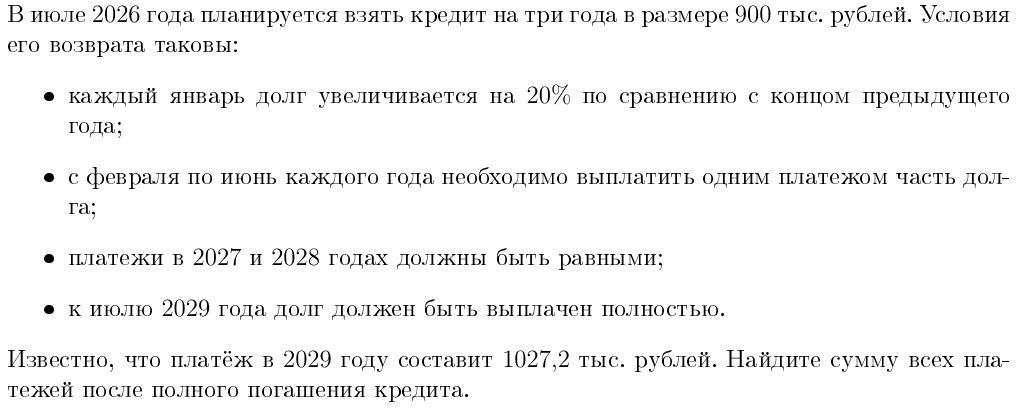 В июле 2026 года планируется взять кредит на три года в размере 900 тыс. рублей. Условия
его возврата таковы:
• каждый январь долг увеличивается на 20% по сравнению с концом предыдущего
года;
• с февраля по июнь каждого года необходимо выплатить одним платежом часть дол-
га;
• платежи в 2027 и 2028 годах должны быть равными;
• к июлю 2029 года долг должен быть выплачен полностью.
Известно, что платёж в 2029 году составит 1027,2 тыс. рублей. Найдите сумму всех пла-
тежей после полного погашения кредита.